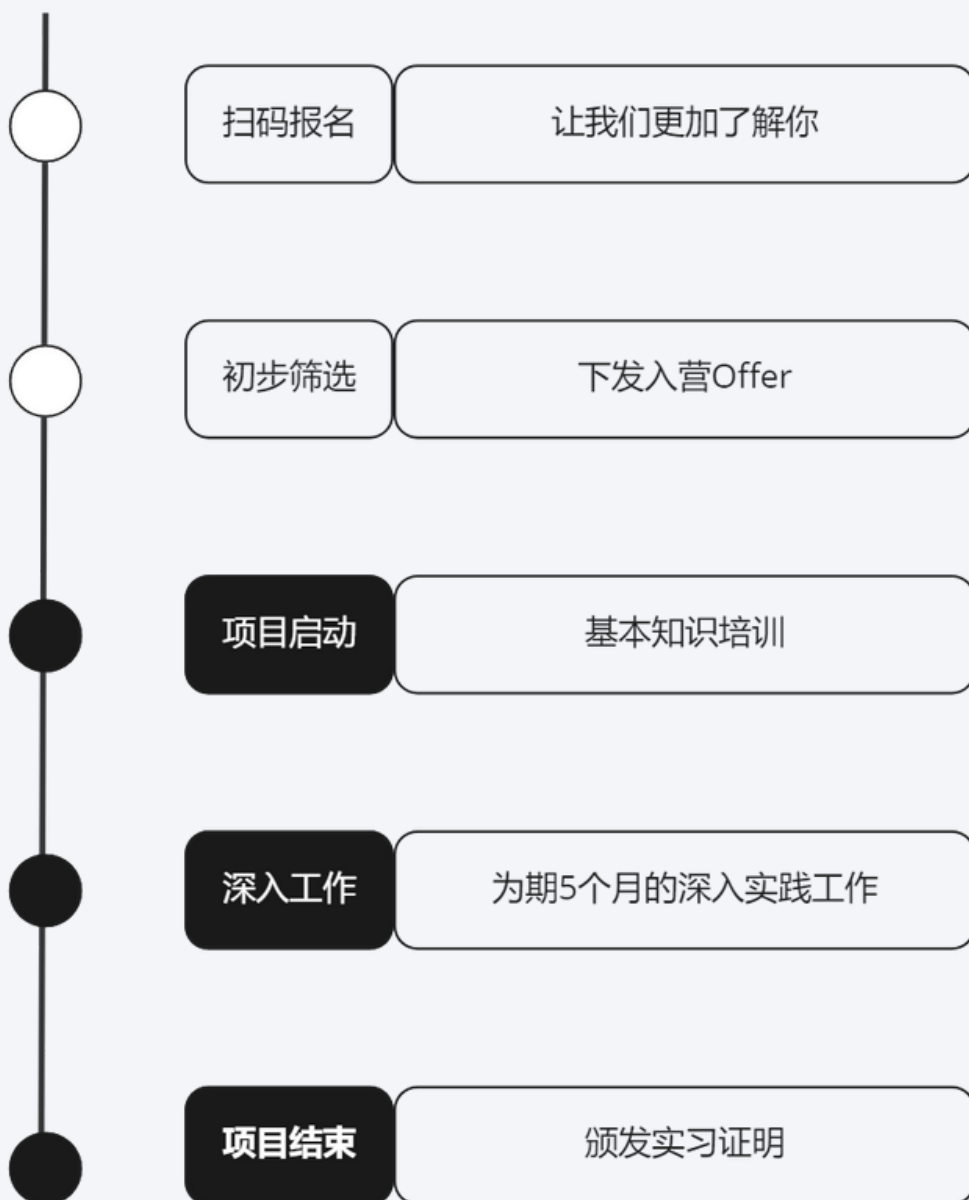 扫码报名 让我们更加了解你
初步筛选 下发入营Offer
项目启动 基本知识培训
深入工作 为期5个月的深入实践工作
项目结束 颁发实习证明